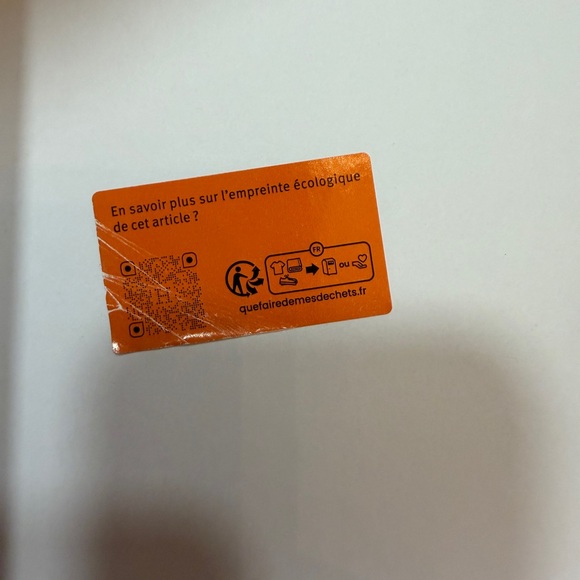 En savoir plus sur l'empreinte écologique
de cet article ?
FR
ou
quefairedemesdechets.fr